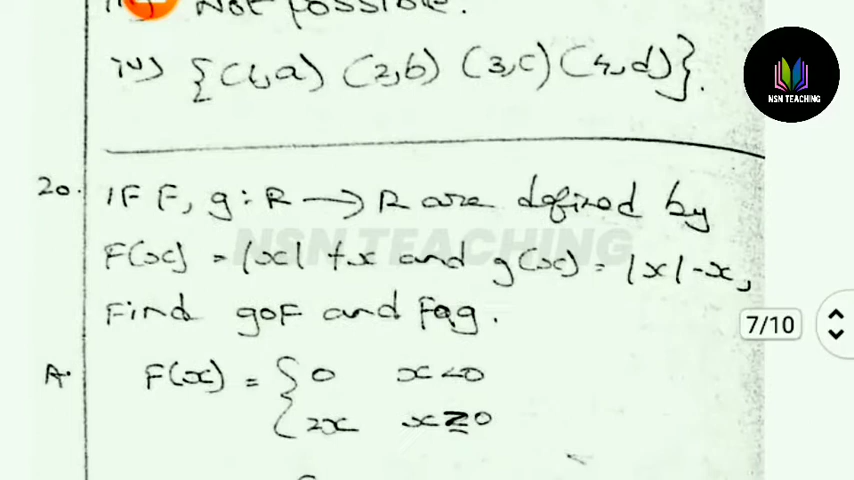 Not possible.
iv) {(1,a) (2,b) (3,c) (4,d)}.
NSN TEACHING
20. IF F, g : R → R are defined by
NSN TEACHING
F(x) = |x| +x and g(x) = |x| -x,
Find goF and Fog.
7/10
A. F(x) = { 0 x<0
2x x≥0